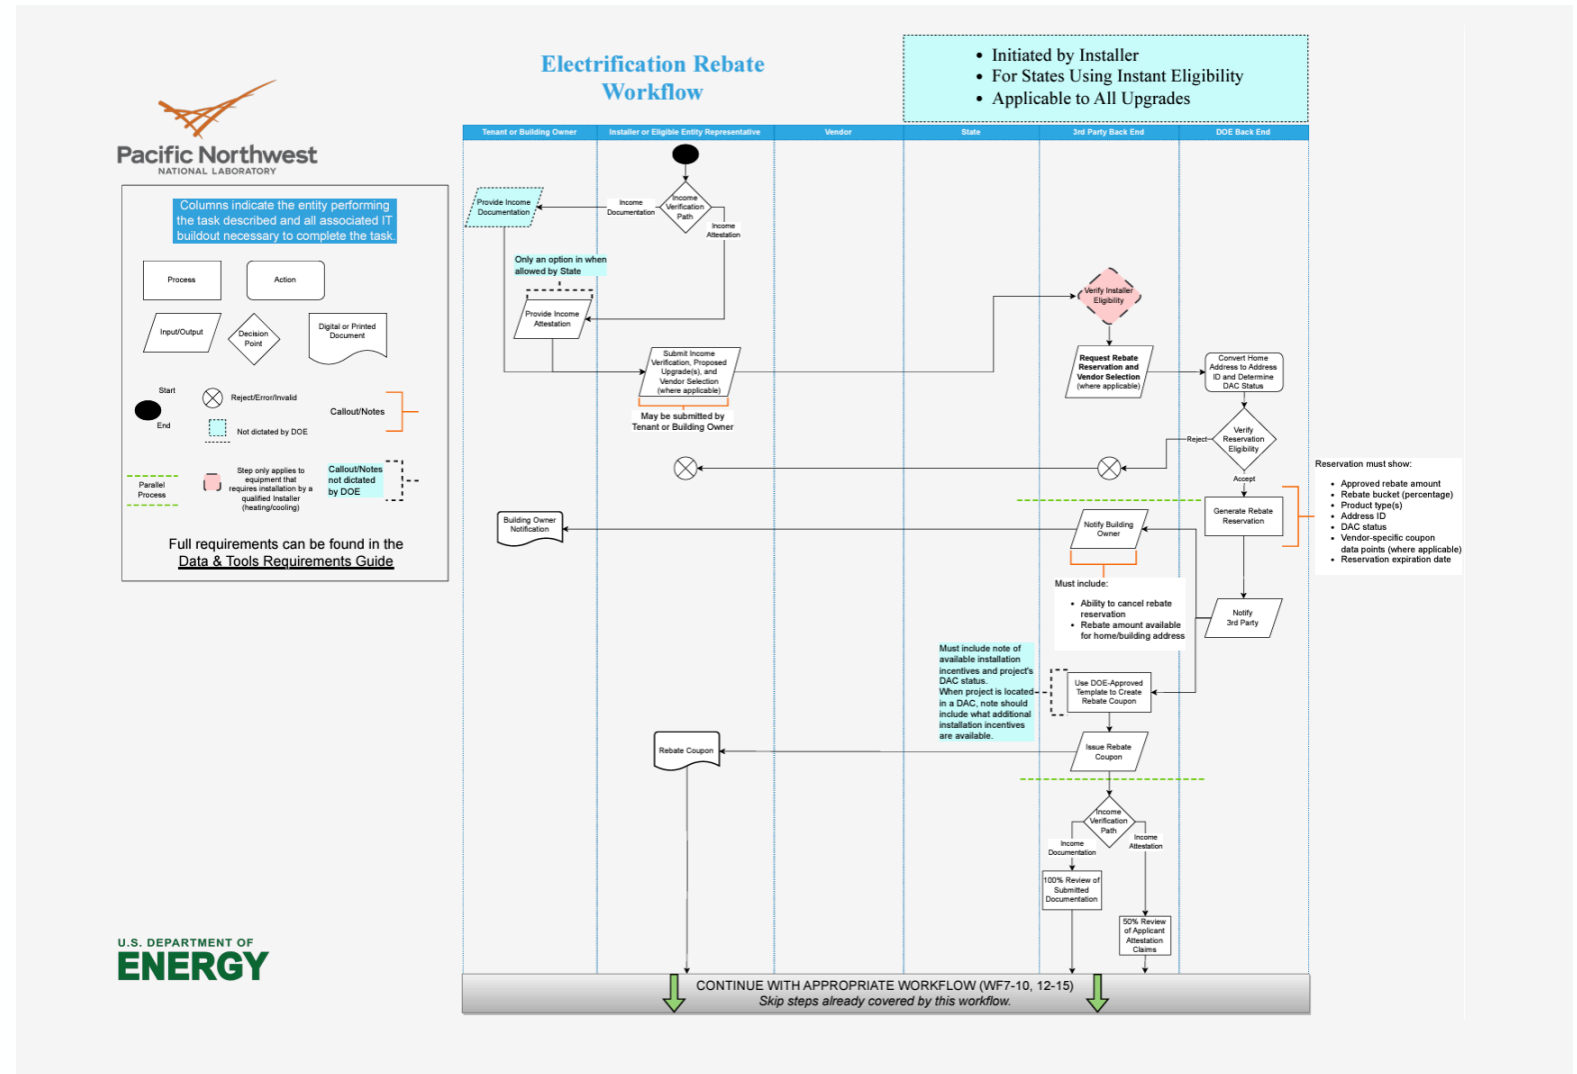 Electrification Rebate
Workflow
• Initiated by Installer
• For States Using Instant Eligibility
• Applicable to All Upgrades
Pacific Northwest
NATIONAL LABORATORY
Columns indicate the entity performing
the task described and all associated IT
buildout necessary to complete the task.
Process
Action
Input/Output
Decision
Point
Digital or Printed
Document
Start
End
Reject/Error/Invalid
Not dictated by DOE
Callout/Notes
Parallel
Process
Step only applies to
equipment that
requires installation by a
qualified Installer
(heating/cooling)
Callout/Notes
not dictated
by DOE
Full requirements can be found in the
Data & Tools Requirements Guide
Tenant or Building Owner
Installer or Eligible Entity Representative
Vendor
State
3rd Party Back End
DOE Back End
Income
Verification
Path
Income
Documentation
Income
Attestation
Provide Income
Documentation
Only an option in when
allowed by State
Provide Income
Attestation
Submit Income
Verification, Proposed
Upgrade(s), and
Vendor Selection
(where applicable)
May be submitted by
Tenant or Building Owner
Verify Installer
Eligibility
Request Rebate
Reservation and
Vendor Selection
(where applicable)
Convert Home
Address to Address
ID and Determine
DAC Status
Verify
Reservation
Eligibility
Reject
Accept
Generate Rebate
Reservation
Reservation must show:
• Approved rebate amount
• Rebate bucket (percentage)
• Product type(s)
• Address ID
• DAC status
• Vendor-specific coupon
data points (where applicable)
• Reservation expiration date
Building Owner
Notification
Notify Building
Owner
Must include:
• Ability to cancel rebate
reservation
• Rebate amount available
for home/building address
Notify
3rd Party
Must include note of
available installation
incentives and project's
DAC status.
When project is located
in a DAC, note should
include what additional
installation incentives
are available.
Use DOE-Approved
Template to Create
Rebate Coupon
Rebate Coupon
Issue Rebate
Coupon
Income
Verification
Path
Income
Documentation
Income
Attestation
100% Review of
Submitted
Documentation
50% Review
of Applicant
Attestation
Claims
U.S. DEPARTMENT OF
ENERGY
CONTINUE WITH APPROPRIATE WORKFLOW (WF7-10, 12-15)
Skip steps already covered by this workflow.